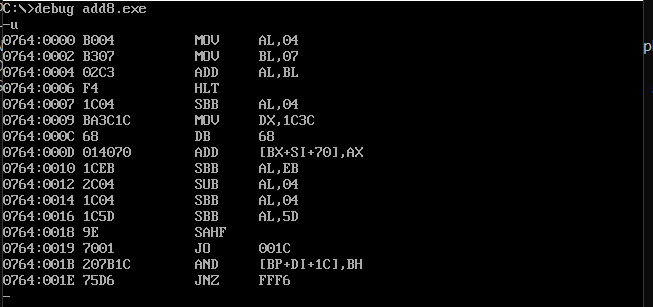 C:\>debug add8.exe
-u
0764:0000 B004 MOV AL,04
0764:0002 B307 MOV BL,07
0764:0004 02C3 ADD AL,BL
0764:0006 F4 HLT
0764:0007 1C04 SBB AL,04
0764:0009 BA3C1C MOV DX,1C3C
0764:000C 68 DB 68
0764:000D 014070 ADD [BX+SI+70],AX
0764:0010 1CEB SBB AL,EB
0764:0012 2C04 SUB AL,04
0764:0014 1C04 SBB AL,04
0764:0016 1C5D SBB AL,5D
0764:0018 9E SAHF
0764:0019 7001 JO 001C
0764:001B 207B1C AND [BP+DI+1C],BH
0764:001E 75D6 JNZ FFF6
-